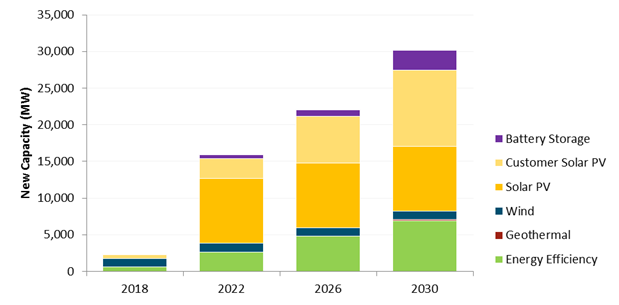 35,000
30,000
25,000
20,000
15,000
10,000
5,000
0
New Capacity (MW)
2018 2022 2026 2030
Battery Storage
Customer Solar PV
Solar PV
Wind
Geothermal
Energy Efficiency